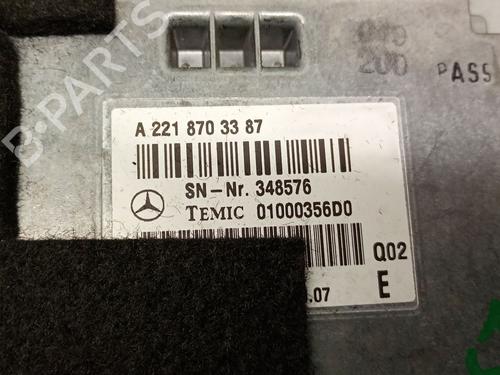 PASS
A 221 870 33 87
SN-Nr. 348576
TEMIC 01000356D0
Q02
.07 E
B-PARTS